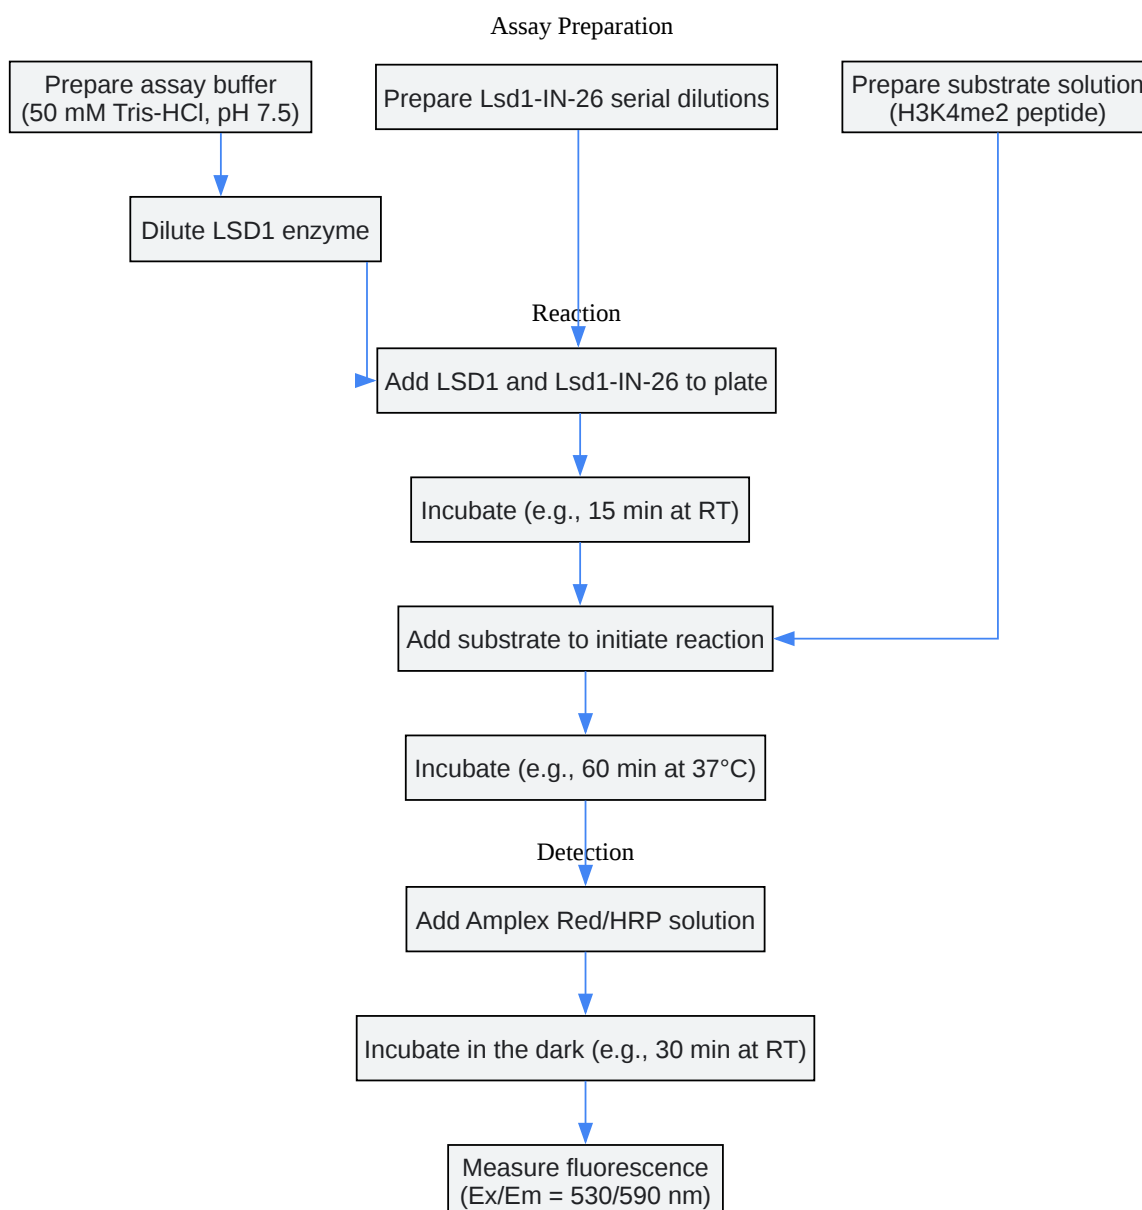 Assay Preparation
Prepare assay buffer
(50 mM Tris-HCl, pH 7.5)
Prepare Lsd1-IN-26 serial dilutions
Prepare substrate solution
(H3K4me2 peptide)
Dilute LSD1 enzyme
Reaction
Add LSD1 and Lsd1-IN-26 to plate
Incubate (e.g., 15 min at RT)
Add substrate to initiate reaction
Incubate (e.g., 60 min at 37°C)
Detection
Add Amplex Red/HRP solution
Incubate in the dark (e.g., 30 min at RT)
Measure fluorescence
(Ex/Em = 530/590 nm)